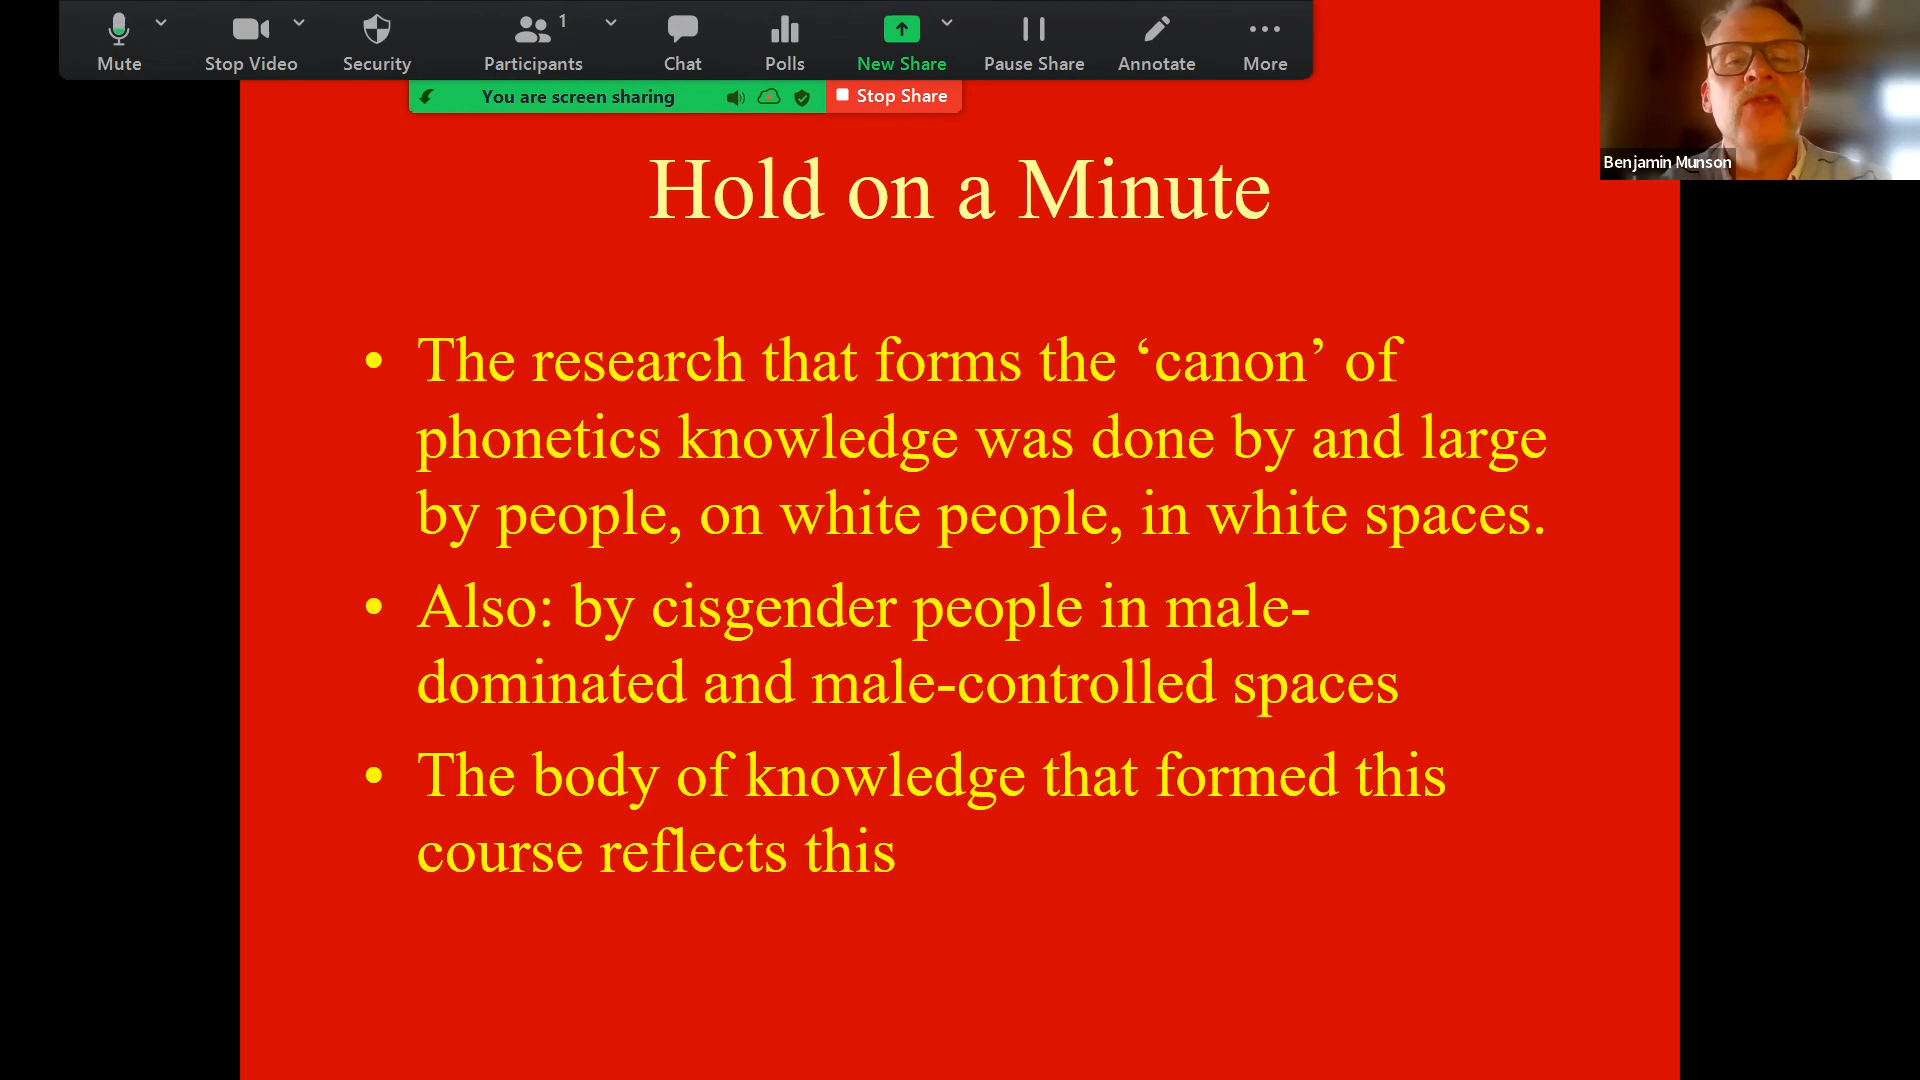 Mute
Stop Video
Security
Participants
1
Chat
Polls
New Share
Pause Share
Annotate
More
You are screen sharing
Stop Share
Benjamin Munson
Hold on a Minute
• The research that forms the ‘canon’ of
phonetics knowledge was done by and large
by people, on white people, in white spaces.
• Also: by cisgender people in male-
dominated and male-controlled spaces
• The body of knowledge that formed this
course reflects this